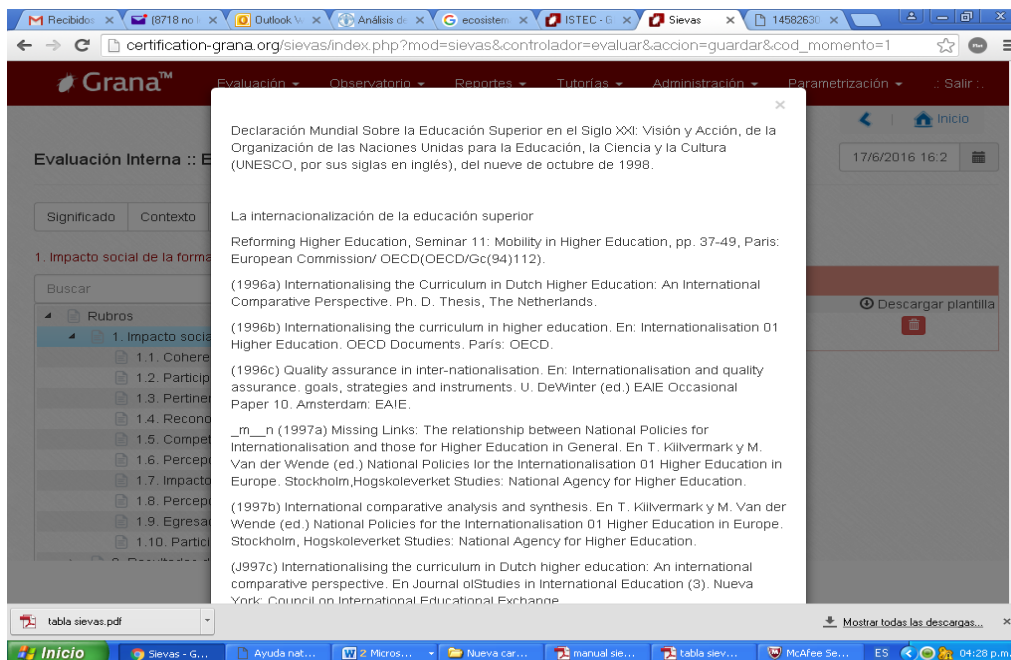 M Recibidos
(8718 no l
Outlook W
Análisis de
ecosistem
ISTEC - G
Sievas
14582630
certification-grana.org/sievas/index.php?mod=sievas&controlador=evaluar&accion=guardar&cod_momento=1
Grana™
Evaluación
Observatorio
Reportes
Tutorías
Administración
Parametrización
.: Salir :.
Inicio
Evaluación Interna :: E
17/6/2016 16:2
Significado
Contexto
1. Impacto social de la forma
Buscar
Rubros
1. Impacto socia
1.1. Cohere
1.2. Particip
1.3. Pertiner
1.4. Recono
1.5. Compet
1.6. Percepc
1.7. Impacto
1.8. Percepc
1.9. Egresad
1.10. Partici
Descargar plantilla
×
Declaración Mundial Sobre la Educación Superior en el Siglo XXI: Visión y Acción, de la
Organización de las Naciones Unidas para la Educación, la Ciencia y la Cultura
(UNESCO, por sus siglas en inglés), del nueve de octubre de 1998.
La internacionalización de la educación superior
Reforming Higher Education, Seminar 11: Mobility in Higher Education, pp. 37-49, Paris:
European Commission/ OECD(OECD/Gc(94)112).
(1996a) Internationalising the Curriculum in Dutch Higher Education: An International
Comparative Perspective. Ph. D. Thesis, The Netherlands.
(1996b) Internationalising the curriculum in higher education. En: Internationalisation 01
Higher Education. OECD Documents. París: OECD.
(1996c) Quality assurance in inter-nationalisation. En: Internationalisation and quality
assurance. goals, strategies and instruments. U. DeWinter (ed.) EAIE Occasional
Paper 10. Amsterdam: EA!E.
_m__n (1997a) Missing Links: The relationship between National Policies for
Internationalisation and those for Higher Education in General. En T. Kiilvermark y M.
Van der Wende (ed.) National Policies lor the Internationalisation 01 Higher Education in
Europe. Stockholm,Hogskoleverket Studies: National Agency for Higher Education.
(1997b) International comparative analysis and synthesis. En T. Kiilvermark y M. Van der
Wende (ed.) National Policies for the Internationalisation 01 Higher Education in Europe.
Stockholm, Hogskoleverket Studies: National Agency for Higher Education.
(J997c) Internationalising the curriculum in Dutch higher education: An international
comparative perspective. En Journal olStudies in International Education (3). Nueva
York: Council on International Educational Exchange.
tabla sievas.pdf
Mostrar todas las descargas...
Inicio
Sievas - G...
Ayuda nat...
2 Micros...
Nueva car...
manual sie...
tabla siev...
McAfee Se...
ES
04:28 p.m.